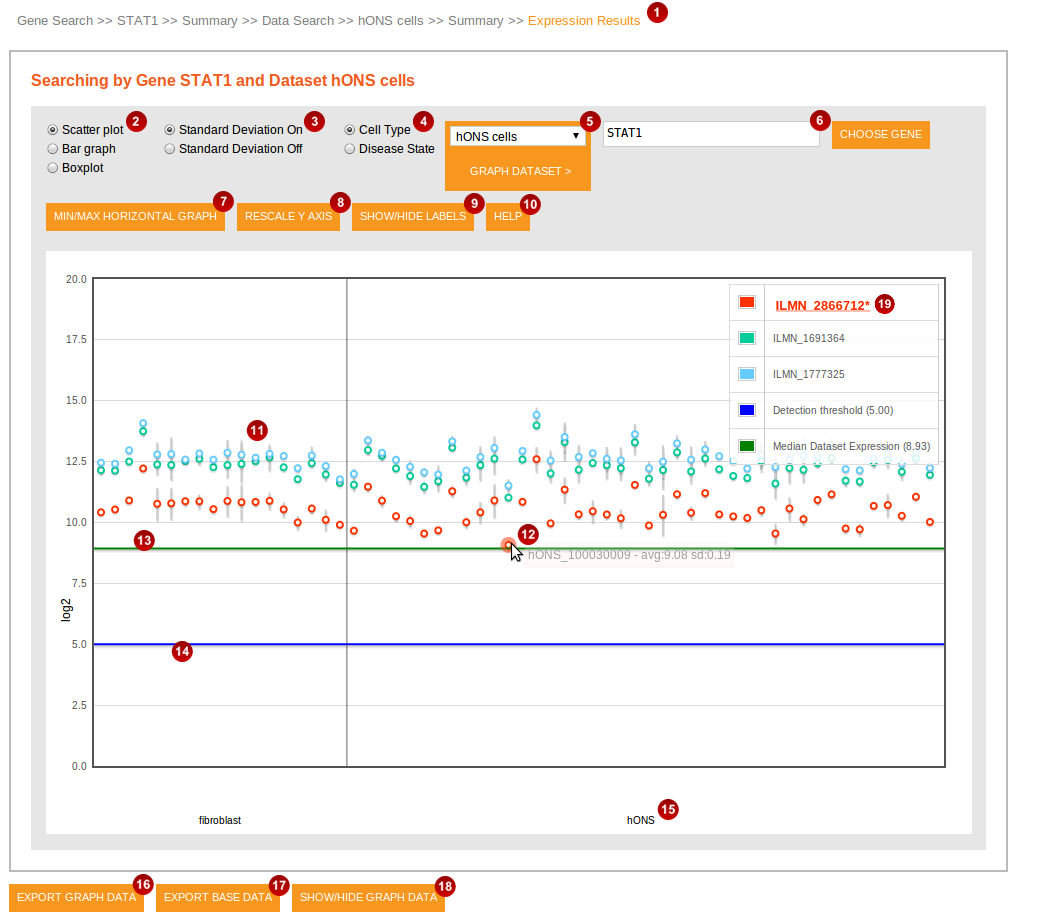 Gene Search >> STAT1 >> Summary >> Data Search >> hONS cells >> Summary >> Expression Results 1
Searching by Gene STAT1 and Dataset hONS cells
Scatter plot 2 Standard Deviation On 3 Cell Type 4 hONS cells ▼ 5 STAT1 6 CHOOSE GENE
Bar graph Standard Deviation Off Disease State
Boxplot GRAPH DATASET >
MIN/MAX HORIZONTAL GRAPH 7 RESCALE Y AXIS 8 SHOW/HIDE LABELS 9 HELP 10
20.0
ILMN_2866712* 19
17.5
ILMN_1691364
ILMN_1777325
15.0
Detection threshold (5.00)
11
Median Dataset Expression (8.93)
12.5
10.0
12
13
hONS_100030009 - avg:9.08 sd:0.19
7.5
log2
5.0
14
2.5
0.0
15
fibroblast hONS
EXPORT GRAPH DATA 16 EXPORT BASE DATA 17 SHOW/HIDE GRAPH DATA 18